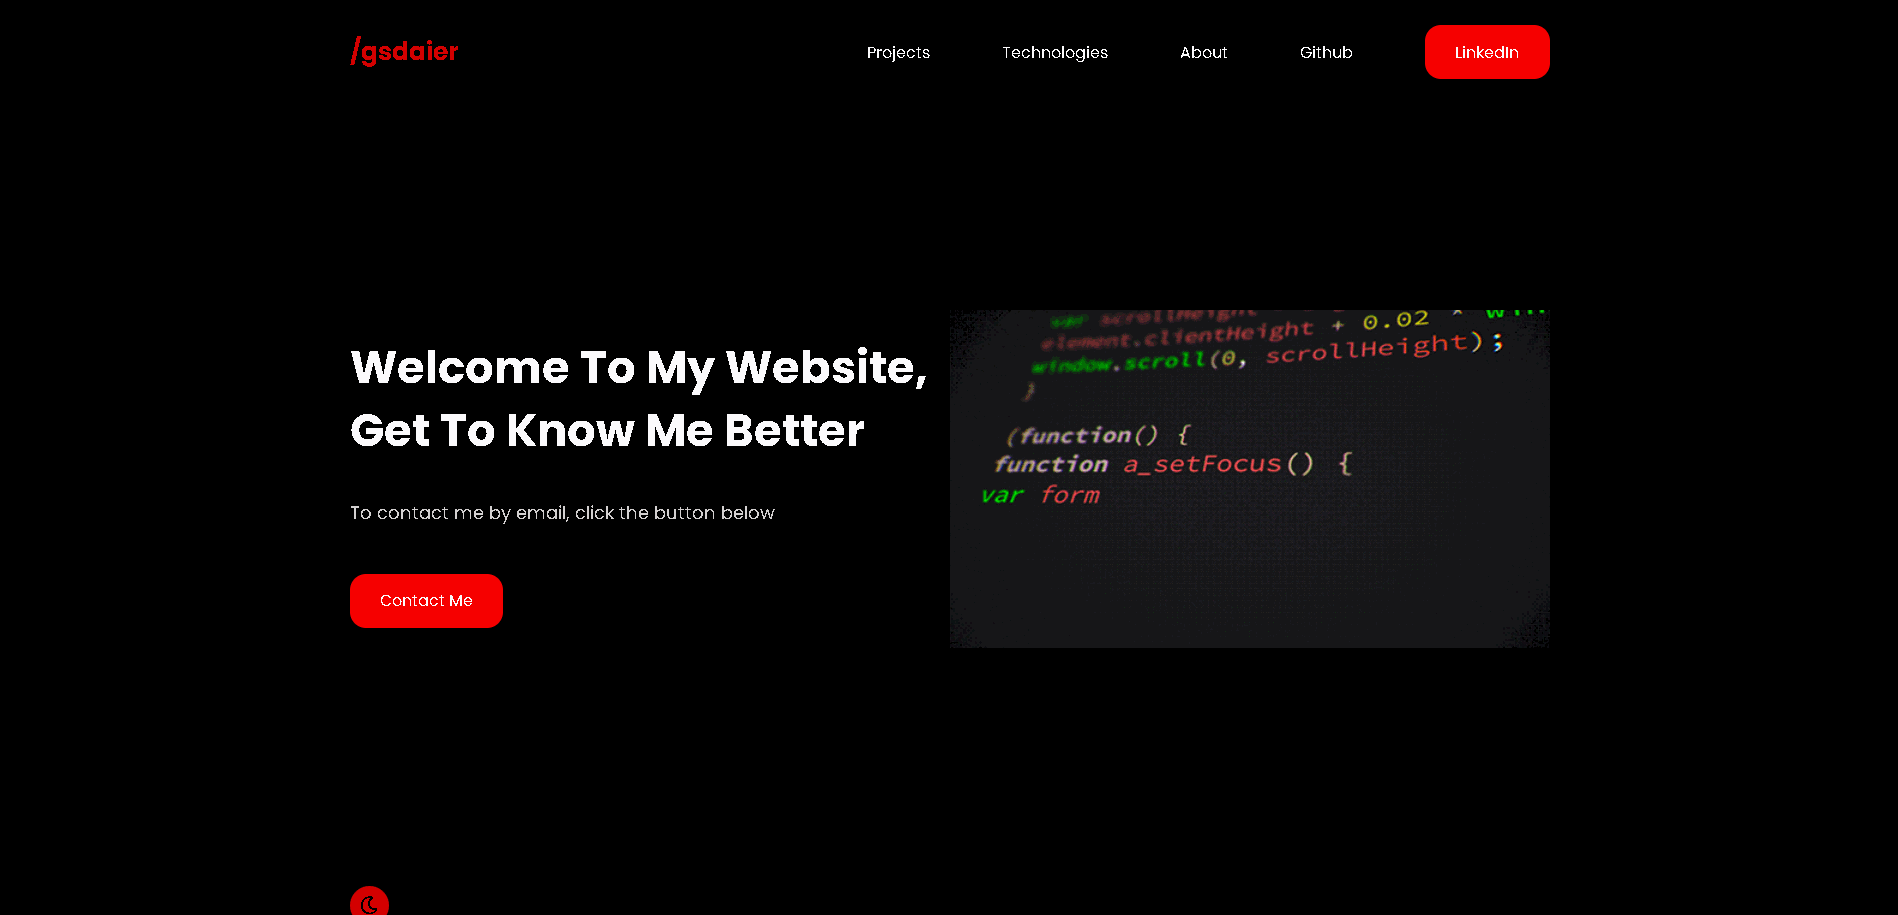 /gsdaier
Projects
Technologies
About
Github
LinkedIn
Welcome To My Website,
Get To Know Me Better
To contact me by email, click the button below
Contact Me
var scrollHeight
element.clientHeight + 0.02 *
window.scroll(0, scrollHeight);
}
(function() {
function a_setFocus() {
var form